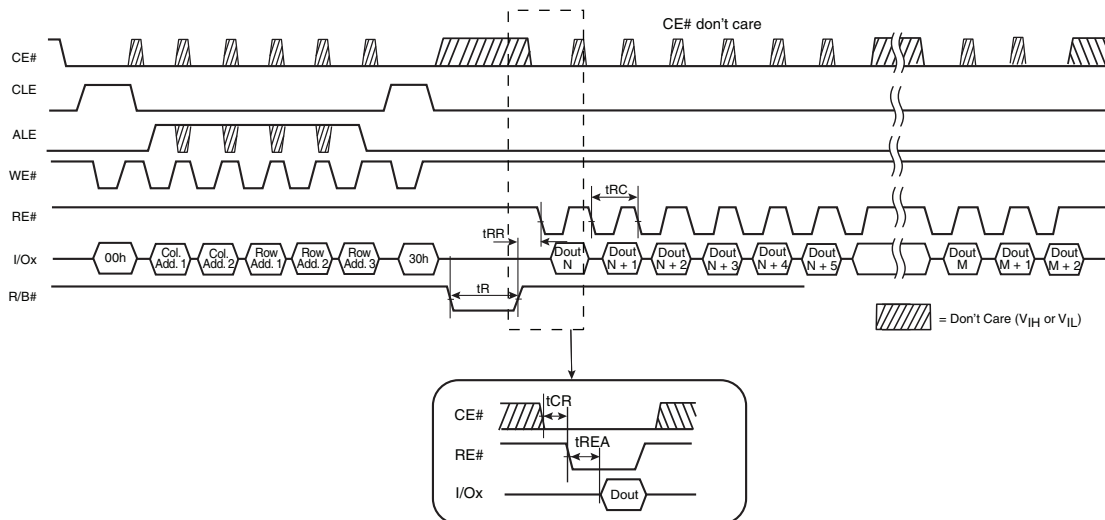 CE# don't care
CE#
CLE
ALE
WE#
RE#
tRC
tRR
I/Ox
00h
Col. Add. 1
Col. Add. 2
Row Add. 1
Row Add. 2
Row Add. 3
30h
Dout N
Dout N + 1
Dout N + 2
Dout N + 3
Dout N + 4
Dout N + 5
Dout M
Dout M + 1
Dout M + 2
R/B#
tR
= Don't Care (VIH or VIL)
CE#
tCR
RE#
tREA
I/Ox
Dout